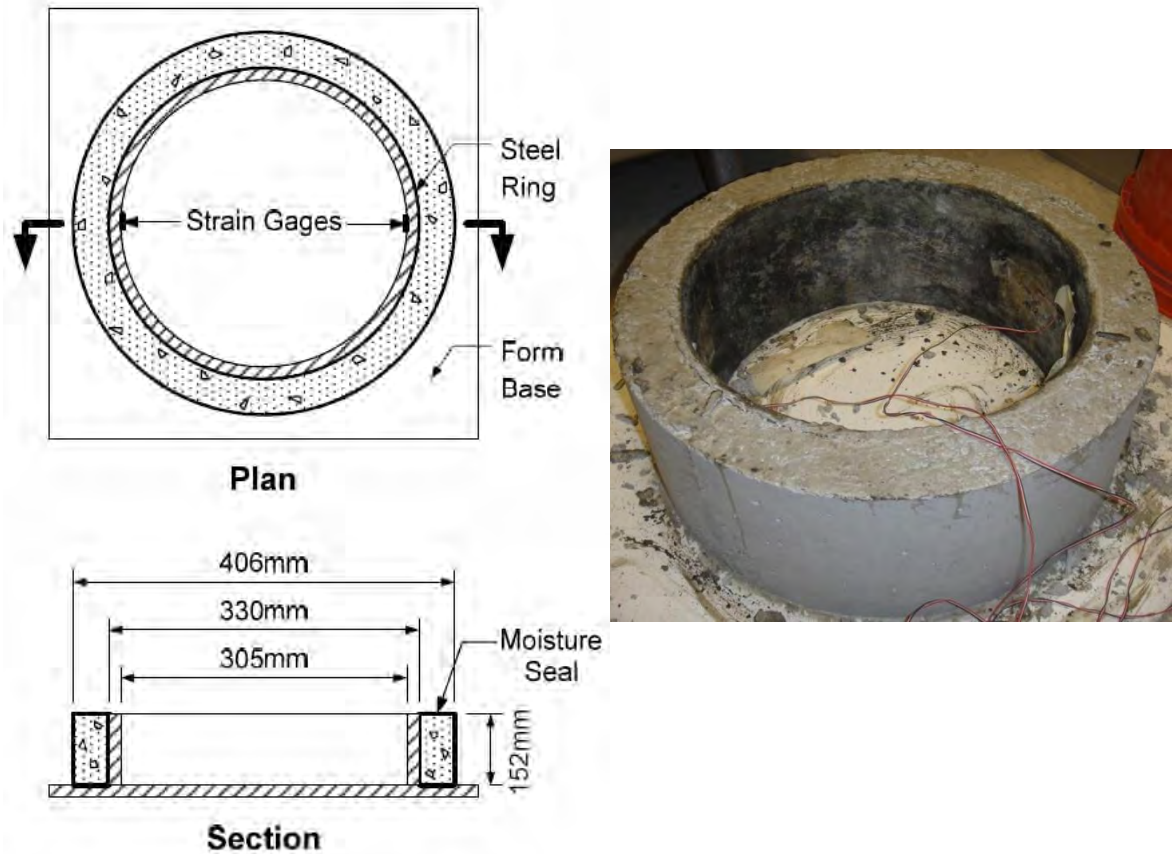 Steel
Ring
Strain Gages
Form
Base
Plan
406mm
330mm
305mm
Moisture
Seal
152mm
Section